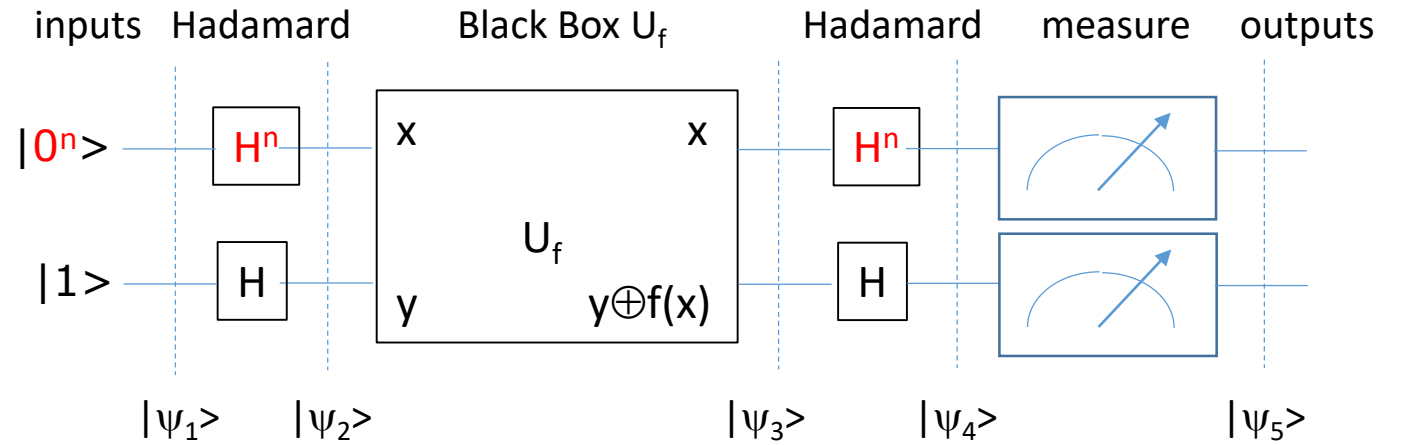 inputs Hadamard Black Box Uf Hadamard measure outputs
|0ⁿ> Hⁿ x x Hⁿ
Uf
|1> H y y⊕f(x) H
|ψ₁> |ψ₂> |ψ₃> |ψ₄> |ψ₅>